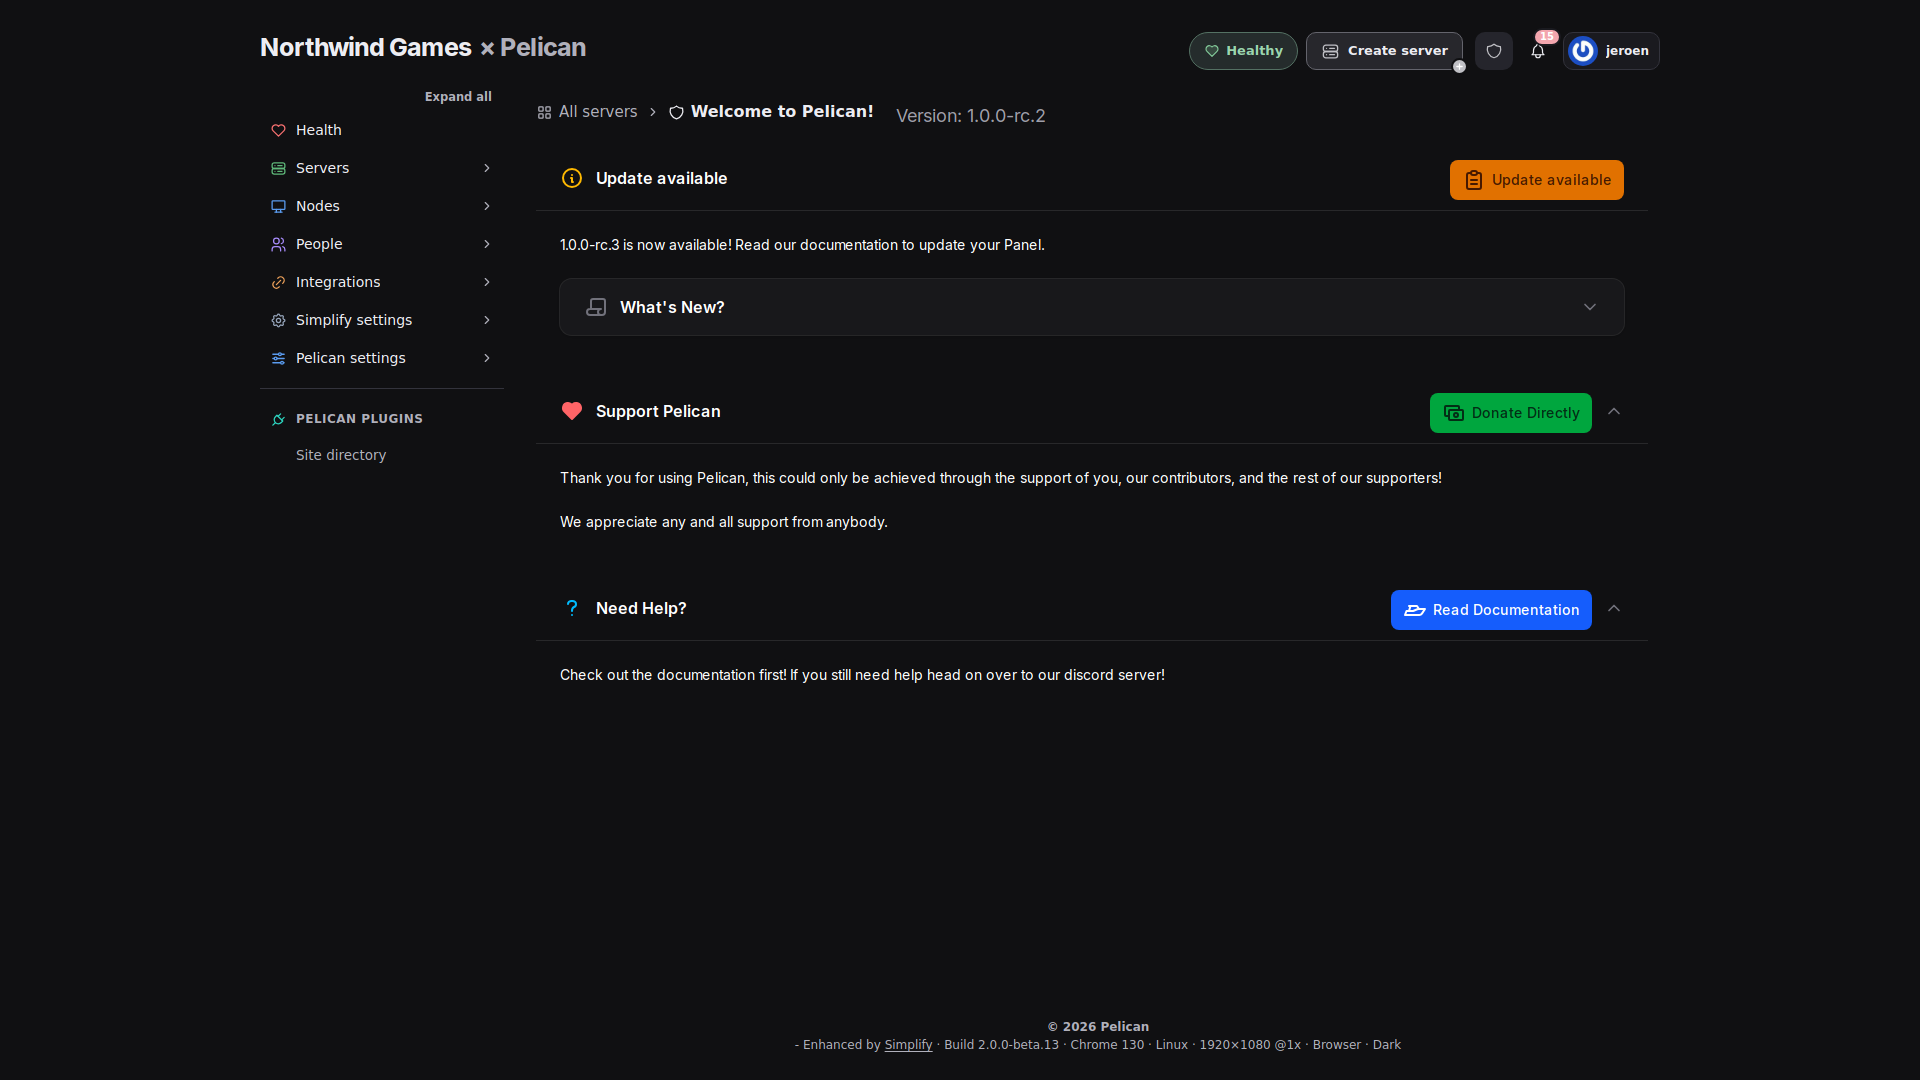 Northwind Games × Pelican
Healthy
Create server
15
jeroen
Expand all
Health
Servers
Nodes
People
Integrations
Simplify settings
Pelican settings
PELICAN PLUGINS
Site directory
All servers
Welcome to Pelican!
Version: 1.0.0-rc.2
Update available
Update available
1.0.0-rc.3 is now available! Read our documentation to update your Panel.
What's New?
Support Pelican
Donate Directly
Thank you for using Pelican, this could only be achieved through the support of you, our contributors, and the rest of our supporters!
We appreciate any and all support from anybody.
Need Help?
Read Documentation
Check out the documentation first! If you still need help head on over to our discord server!
© 2026 Pelican
- Enhanced by Simplify · Build 2.0.0-beta.13 · Chrome 130 · Linux · 1920×1080 @1x · Browser · Dark